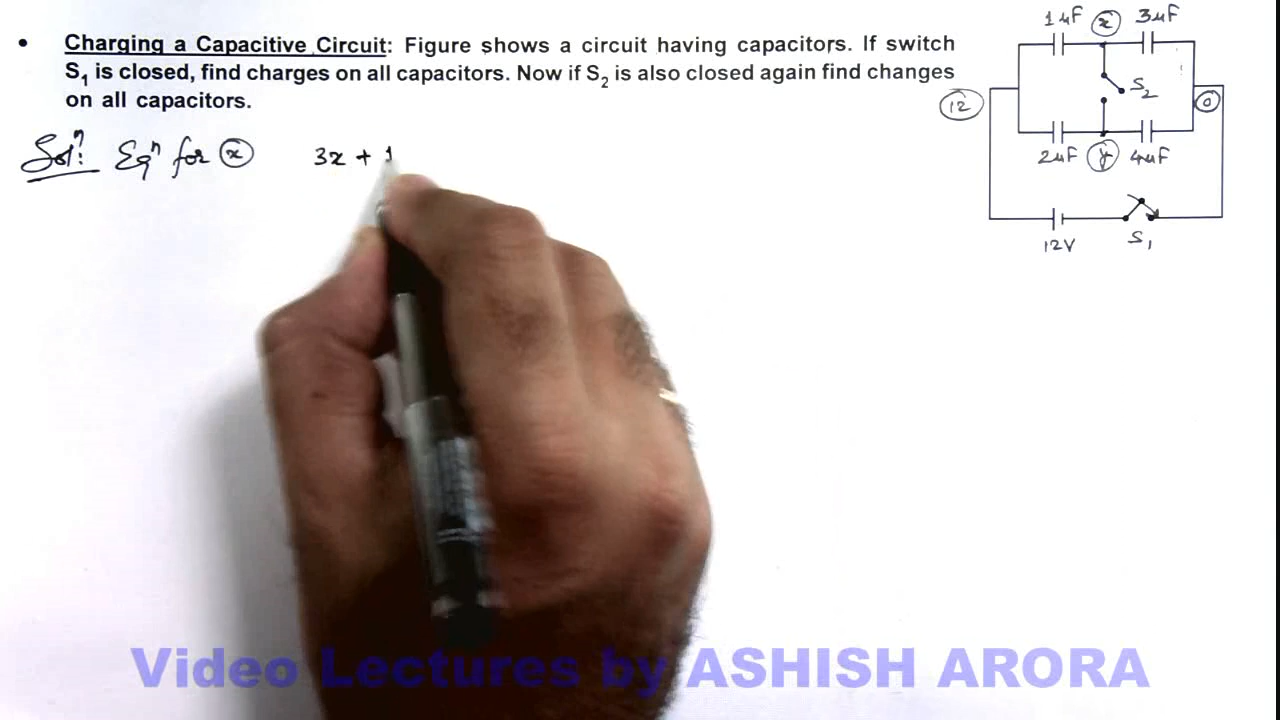 • Charging a Capacitive Circuit: Figure shows a circuit having capacitors. If switch
S₁ is closed, find charges on all capacitors. Now if S₂ is also closed again find changes
on all capacitors.
Solⁿ: Eqⁿ for x 3x + 1
1μF x 3μF
S₂
12 0
2μF y 4μF
12V S₁
Video Lectures by ASHISH ARORA